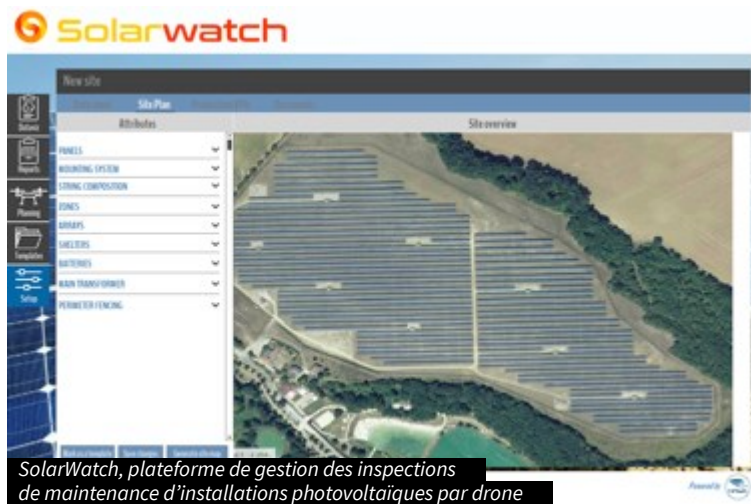 Solarwatch
New site
Site Plan
Attributes
Site overview
PANELS
MOUNTING SYSTEM
STRING COMPOSITION
ZONES
ARRAYS
SHELTERS
BATTERIES
MAIN TRANSFORMER
PERIMETER FENCING
Reports
Planning
Templates
Setup
SolarWatch, plateforme de gestion des inspections
de maintenance d'installations photovoltaïques par drone
Powered by